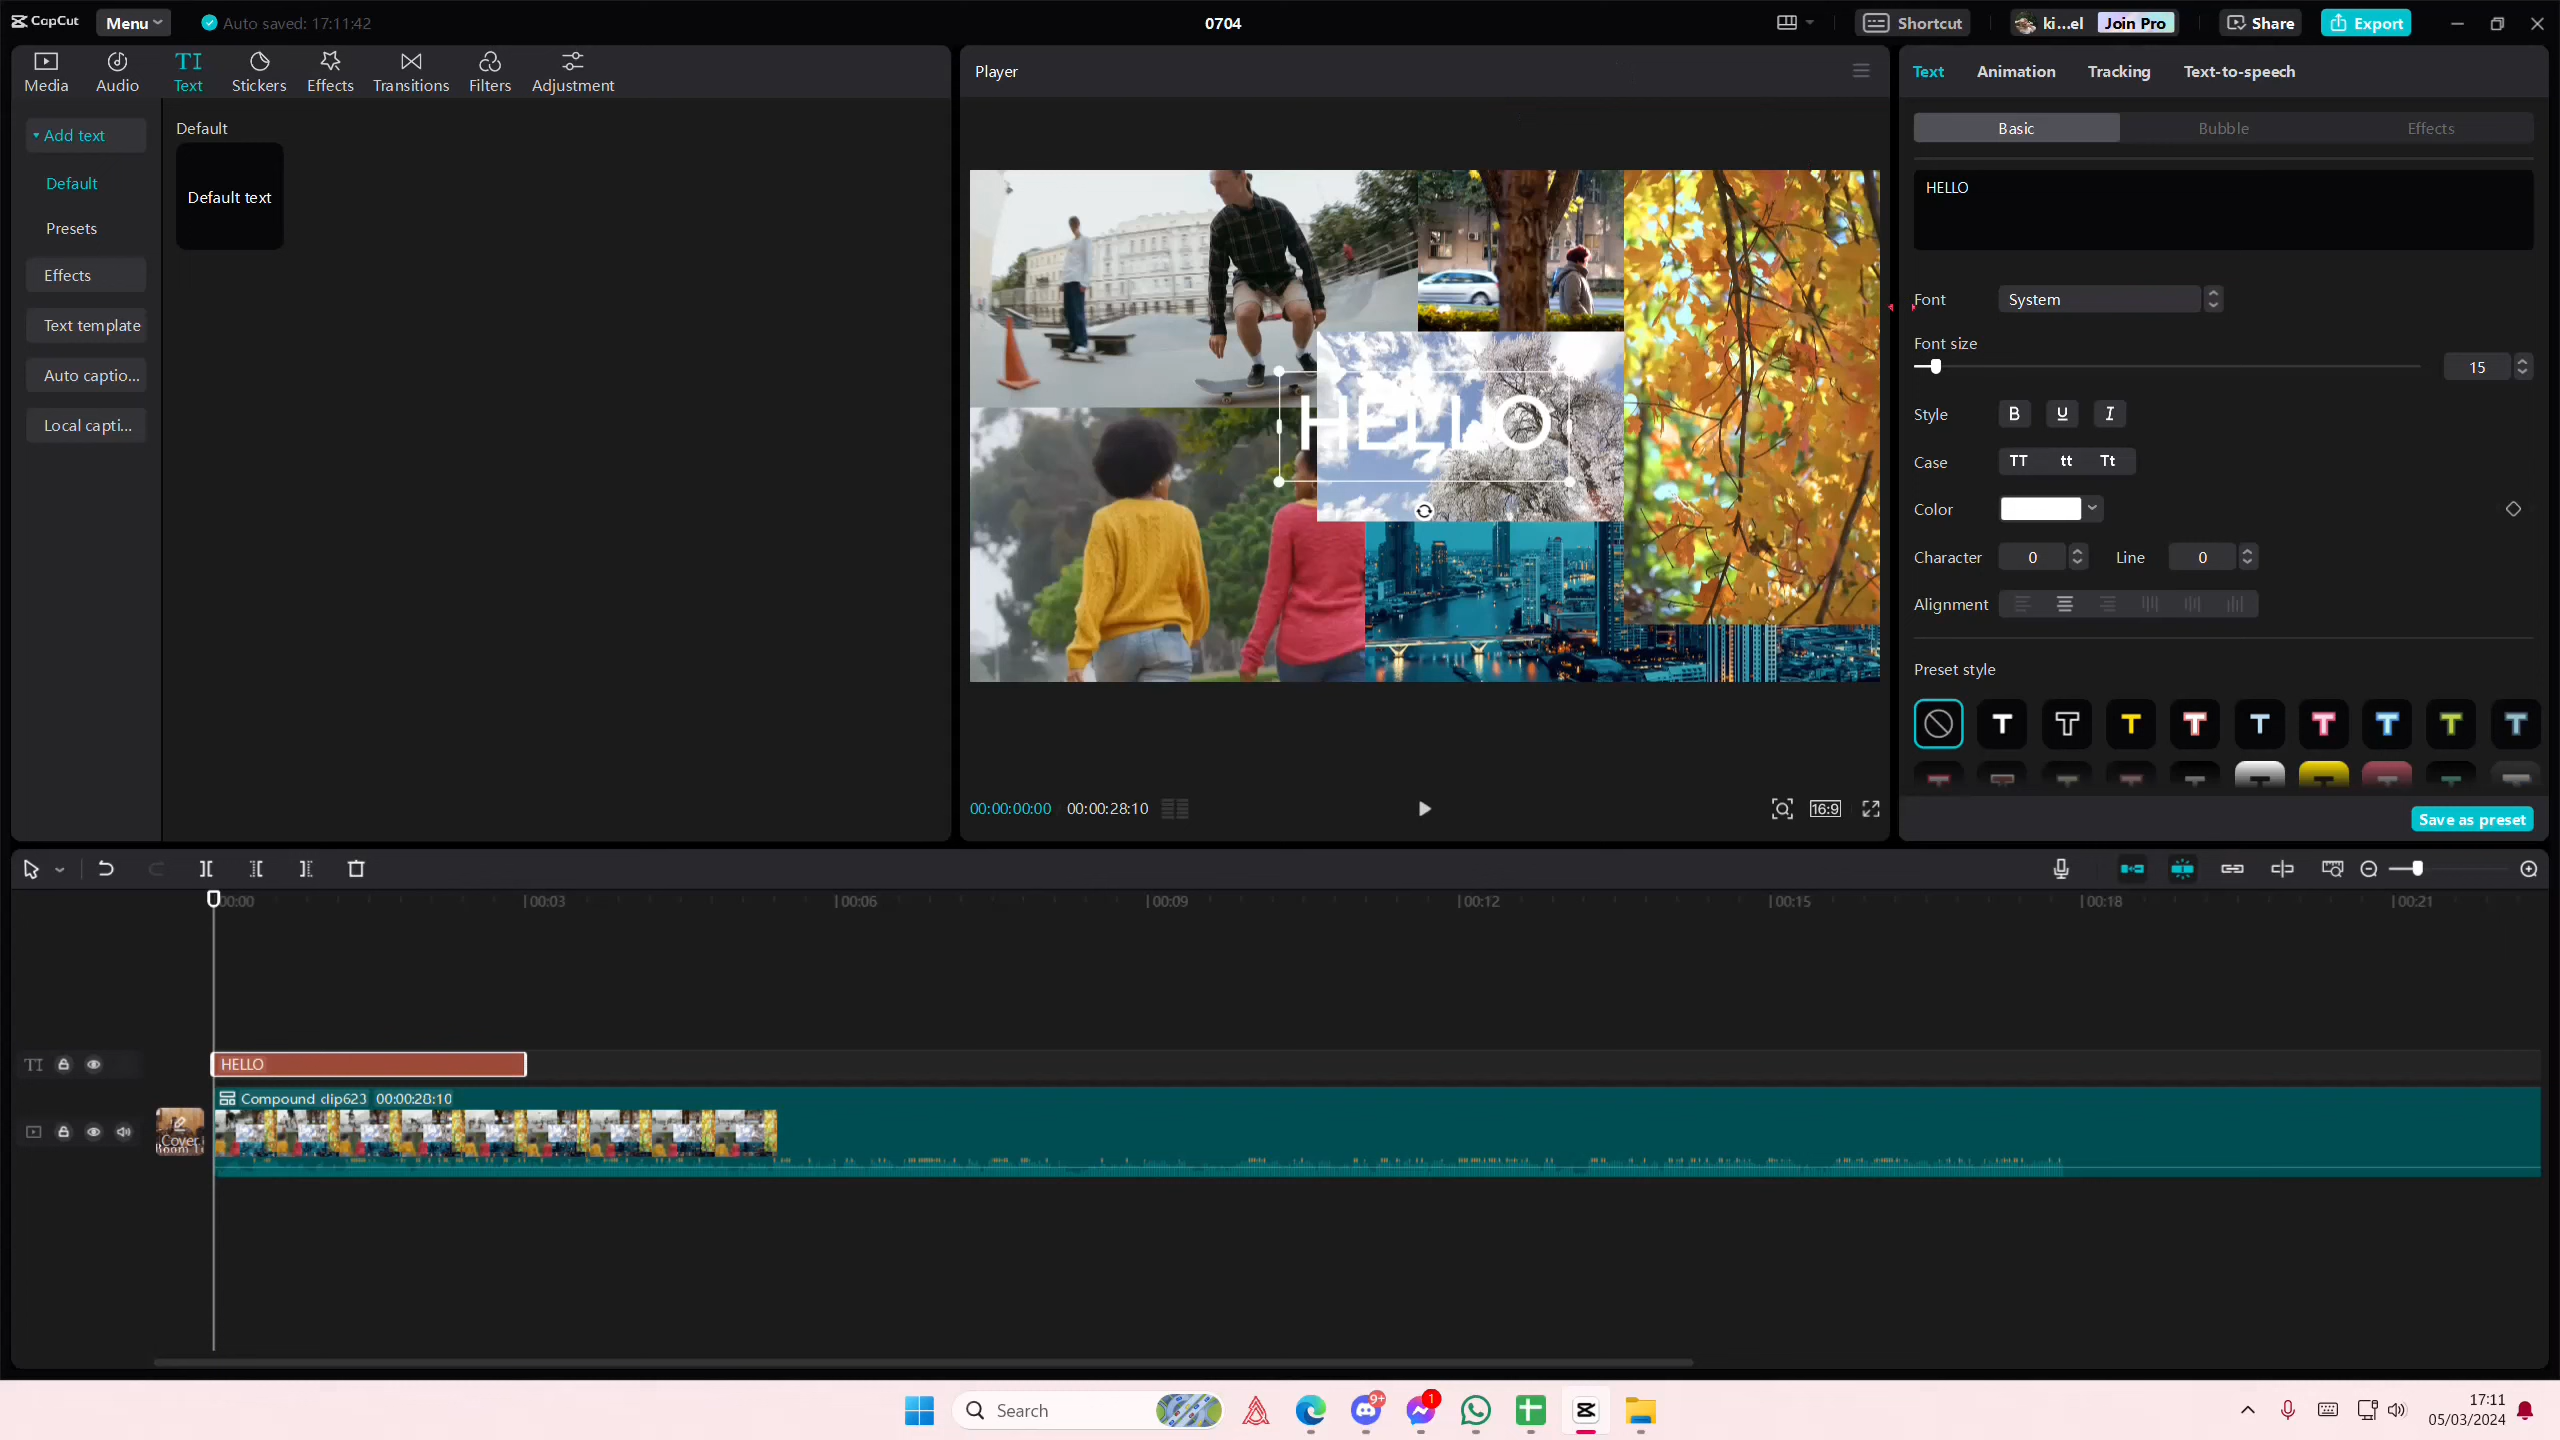 CapCut
Menu
Auto saved: 17:11:42
0704
Shortcut
ki...el
Join Pro
Share
Export
Media
Audio
TI
Text
Stickers
Effects
Transitions
Filters
Adjustment
Add text
Default
Presets
Effects
Text template
Auto captio...
Local capti...
Default
Default text
Player
HELLO
00:00:00:00
00:00:28:10
16:9
Text
Animation
Tracking
Text-to-speech
Basic
Bubble
Effects
HELLO
Font
System
Font size
15
Style
B
U
I
Case
TT
tt
Tt
Color
Character
0
Line
0
Alignment
Preset style
T T T T T T T T T
Save as preset
00:00
00:03
00:06
00:09
00:12
00:15
00:18
00:21
TI
HELLO
Compound clip623 00:00:28:10
Cover
Search
9+
1
17:11
05/03/2024